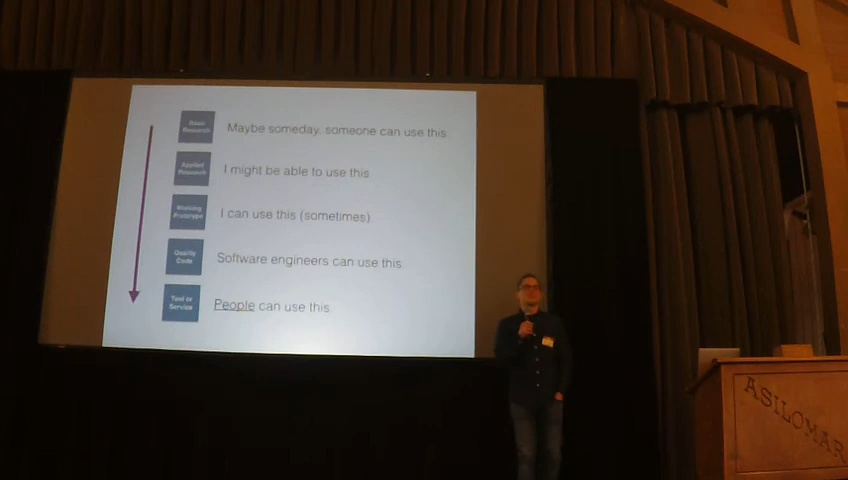 Basic
Research
Maybe someday, someone can use this.
Applied
Research
I might be able to use this.
Working
Prototype
I can use this (sometimes).
Quality
Code
Software engineers can use this.
Tool or
Service
People can use this.
ASILOMAR